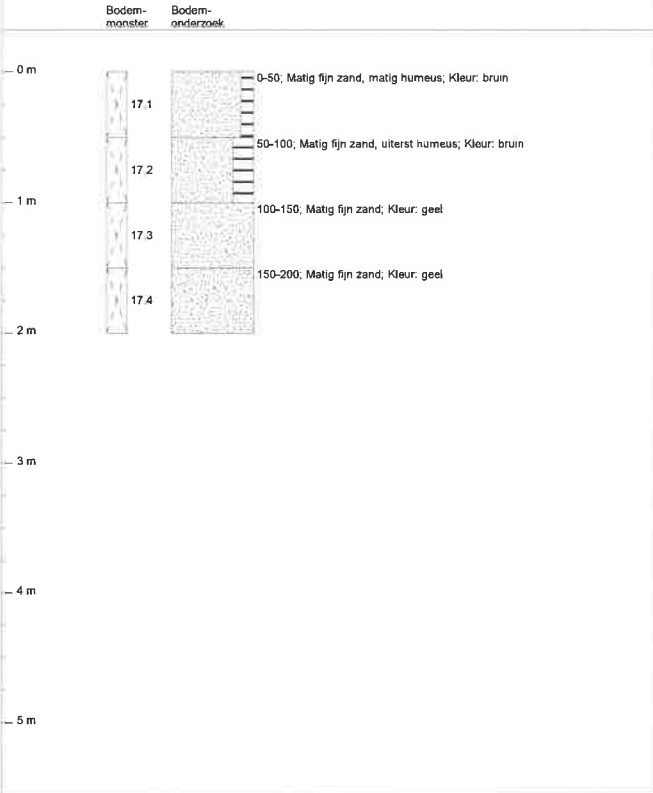 Bodem-
monster
Bodem-
onderzoek
0 m
0-50; Matig fijn zand, matig humeus; Kleur: bruin
17.1
50-100; Matig fijn zand, uiterst humeus; Kleur: bruin
17.2
1 m
100-150; Matig fijn zand; Kleur: geel
17.3
150-200; Matig fijn zand; Kleur: geel
17.4
2 m
3 m
4 m
5 m